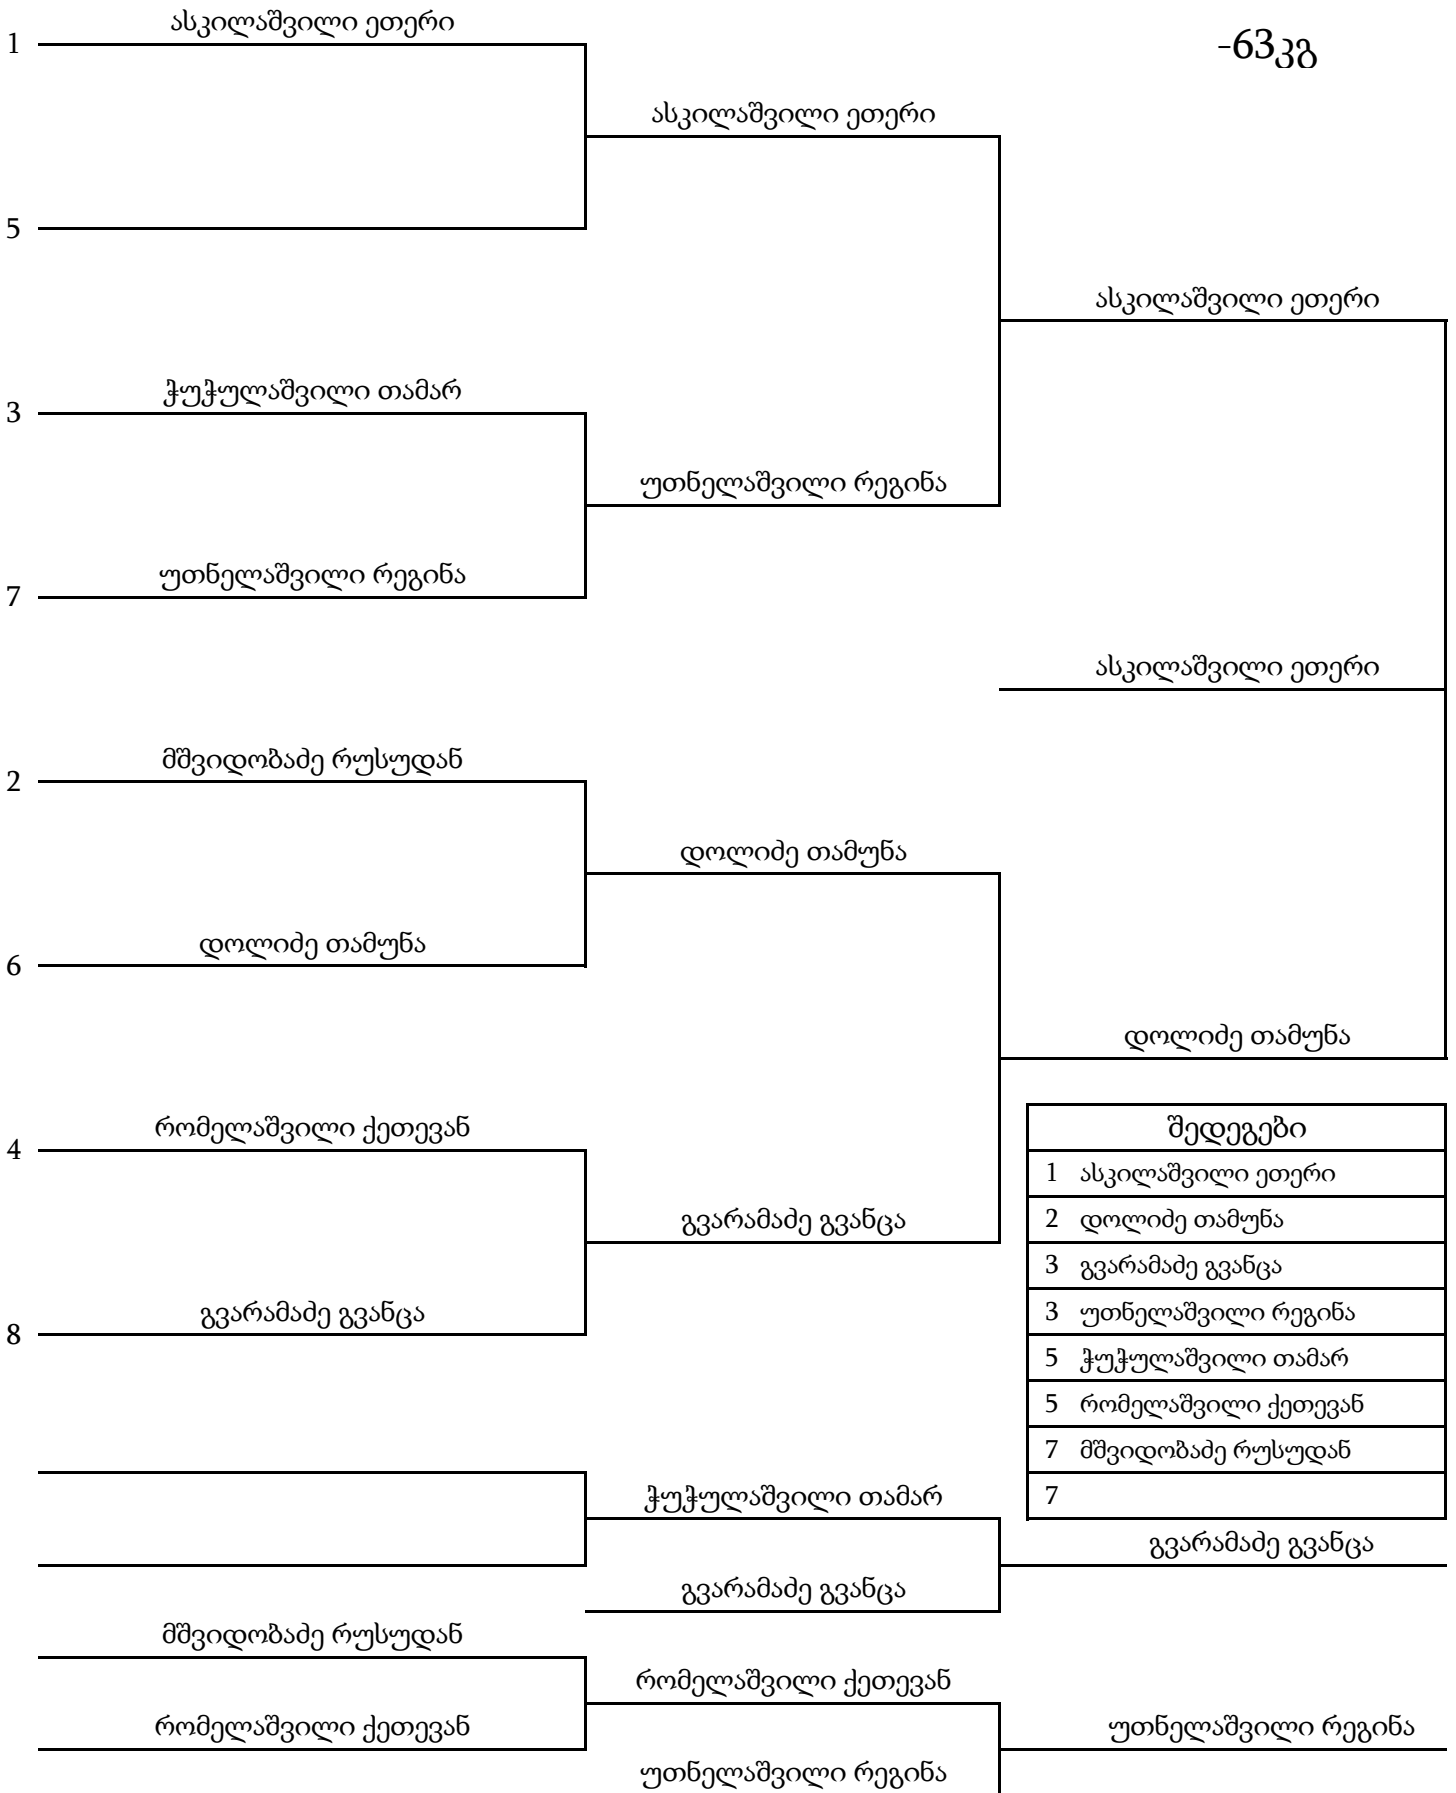 ასკილაშვილი ეთერი
1
-63კგ
ასკილაშვილი ეთერი
5
ასკილაშვილი ეთერი
ჭუჭულაშვილი თამარ
3
უთნელაშვილი რეგინა
უთნელაშვილი რეგინა
7
ასკილაშვილი ეთერი
მშვიდობაძე რუსუდან
2
დოლიძე თამუნა
დოლიძე თამუნა
6
დოლიძე თამუნა
რომელაშვილი ქეთევან
4
გვარამაძე გვანცა
გვარამაძე გვანცა
8
შედეგები
1 ასკილაშვილი ეთერი
2 დოლიძე თამუნა
3 გვარამაძე გვანცა
3 უთნელაშვილი რეგინა
5 ჭუჭულაშვილი თამარ
5 რომელაშვილი ქეთევან
7 მშვიდობაძე რუსუდან
7
ჭუჭულაშვილი თამარ
გვარამაძე გვანცა
გვარამაძე გვანცა
მშვიდობაძე რუსუდან
რომელაშვილი ქეთევან
რომელაშვილი ქეთევან
უთნელაშვილი რეგინა
უთნელაშვილი რეგინა